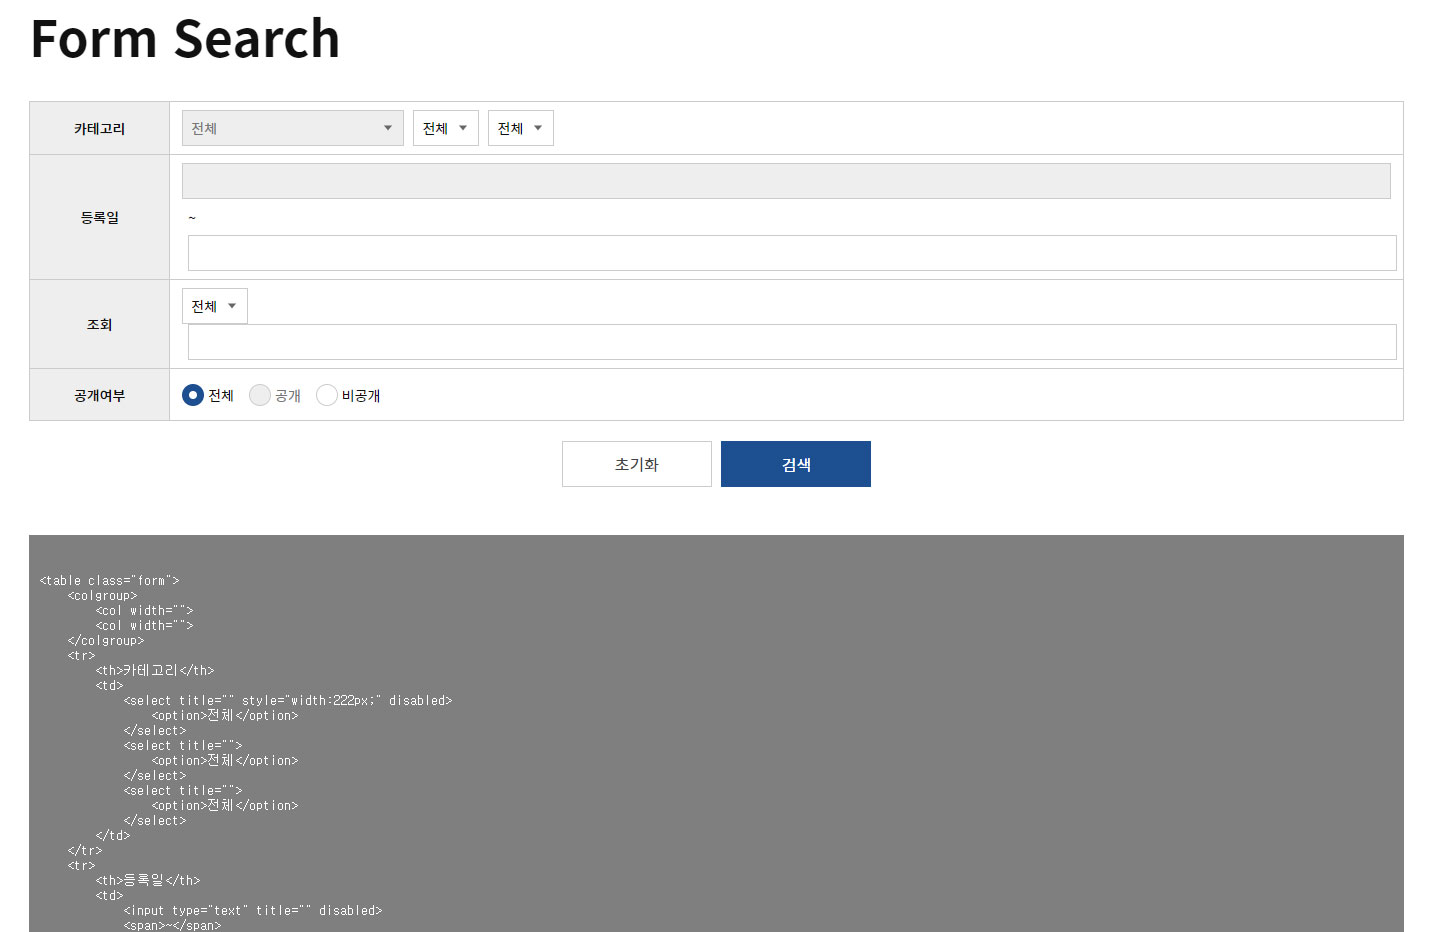 Form Search
카테고리 전체 전체 전체
등록일
~
조회 전체
공개여부 전체 공개 비공개
초기화 검색
<table class="form">
<colgroup>
<col width="">
<col width="">
</colgroup>
<tr>
<th>카테고리</th>
<td>
<select title="" style="width:222px;" disabled>
<option>전체</option>
</select>
<select title="">
<option>전체</option>
</select>
<select title="">
<option>전체</option>
</select>
</td>
</tr>
<tr>
<th>등록일</th>
<td>
<input type="text" title="" disabled>
<span>~</span>